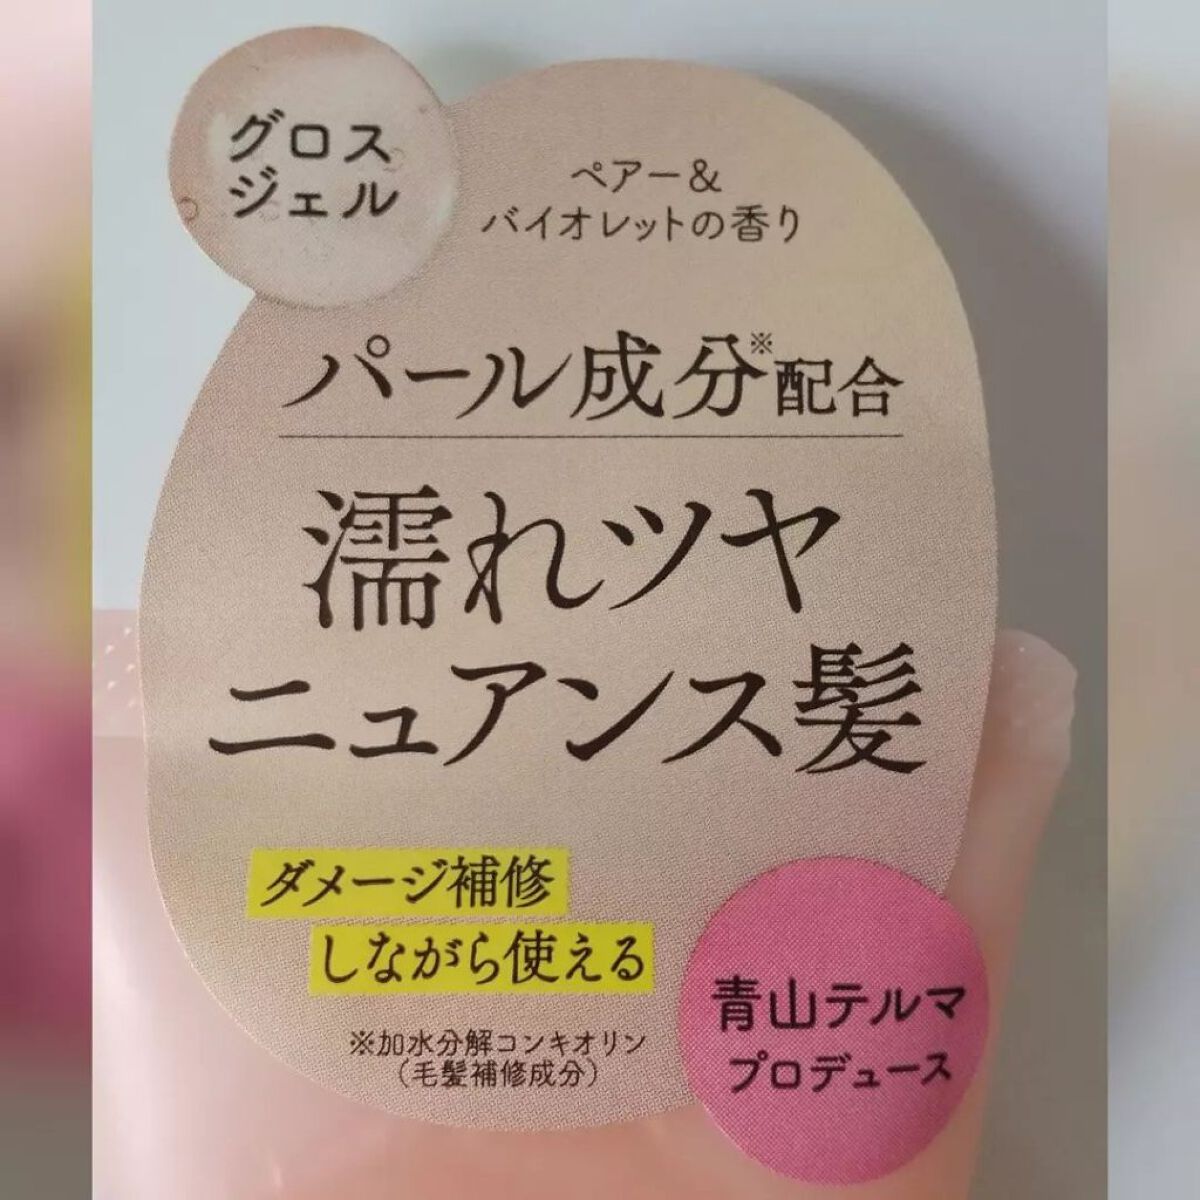 グロス
ジェル
ペアー&
バイオレットの香り
パール成分※配合
濡れツヤ
ニュアンス髪
ダメージ補修
しながら使える
※加水分解コンキオリン
（毛髪補修成分）
青山テルマ
プロデュース